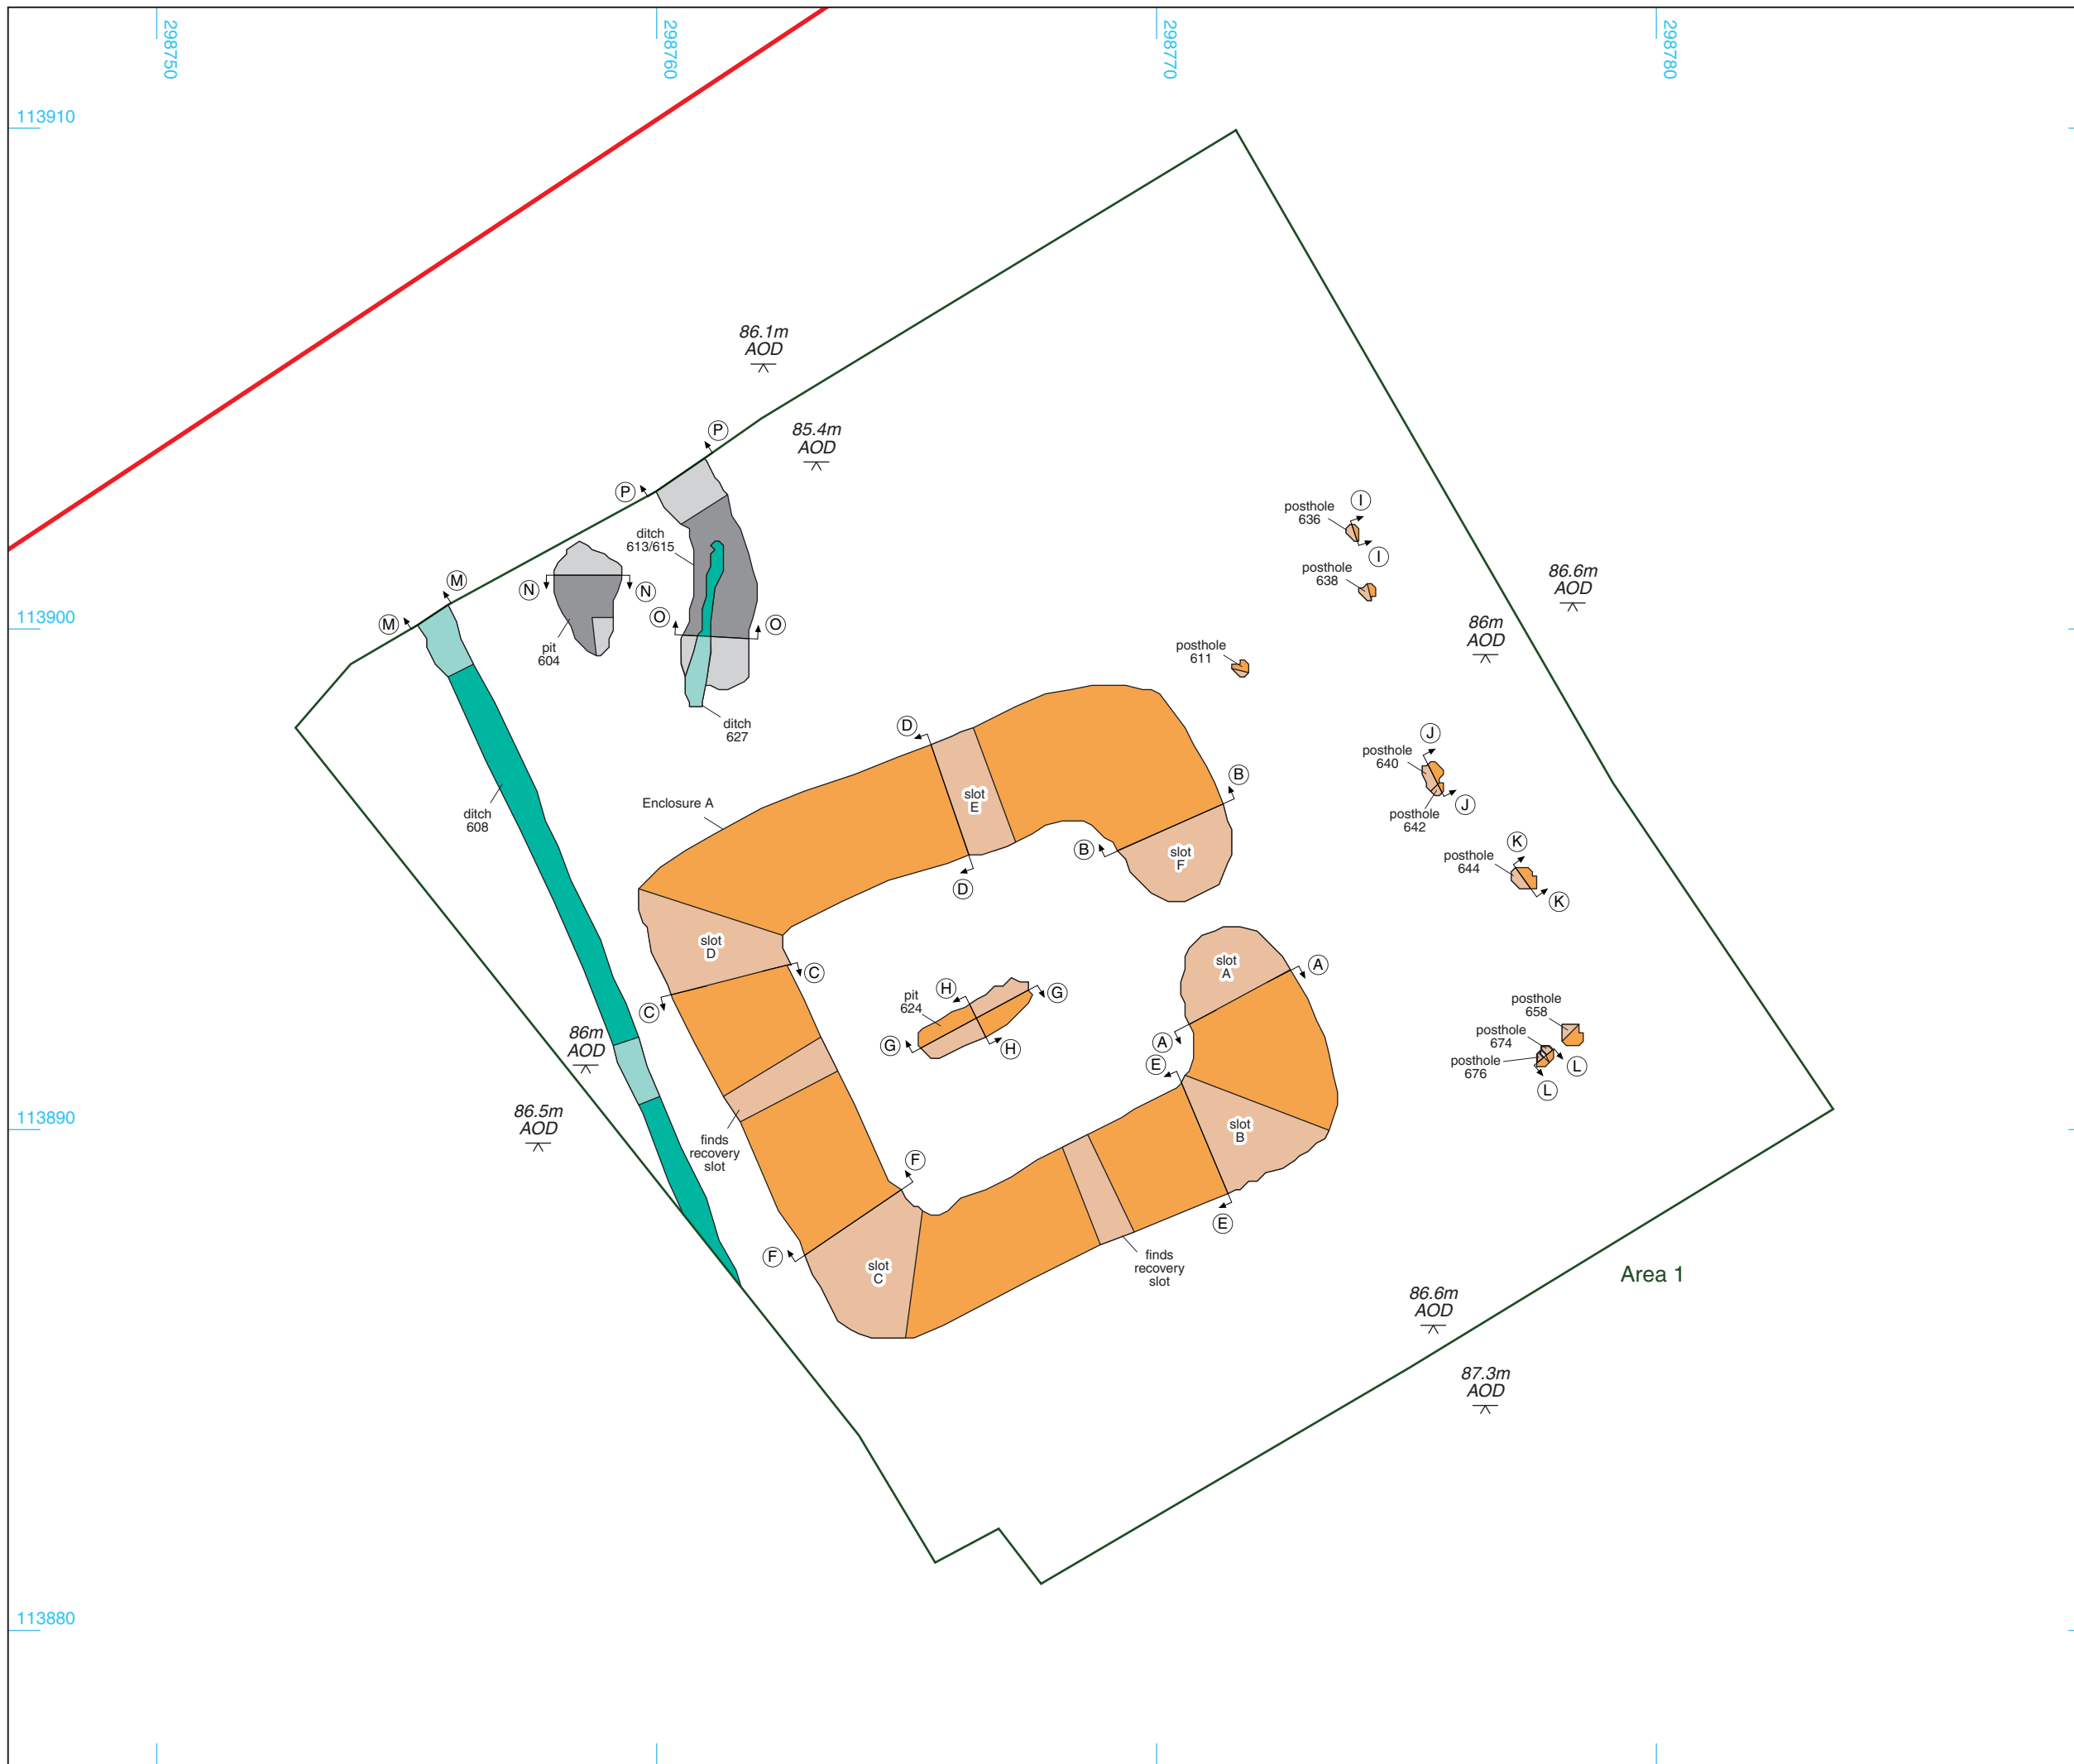 298750
298760
298770
298780
113910
86.1m
AOD
P
85.4m
AOD
P
I
posthole
636
ditch
613/615
I
M
N
N
posthole
638
86.6m
AOD
113900
M
O
O
86m
AOD
pit
604
posthole
611
ditch
627
D
J
posthole
640
B
J
slot
E
Enclosure A
ditch
608
posthole
642
K
B
slot
F
posthole
644
D
K
slot
D
slot
A
A
C
H
G
pit
624
posthole
658
C
86m
AOD
posthole
674
A
G
H
E
posthole
676
L
L
86.5m
AOD
113890
slot
B
finds
recovery
slot
F
E
F
finds
recovery
slot
slot
C
Area 1
86.6m
AOD
87.3m
AOD
113880